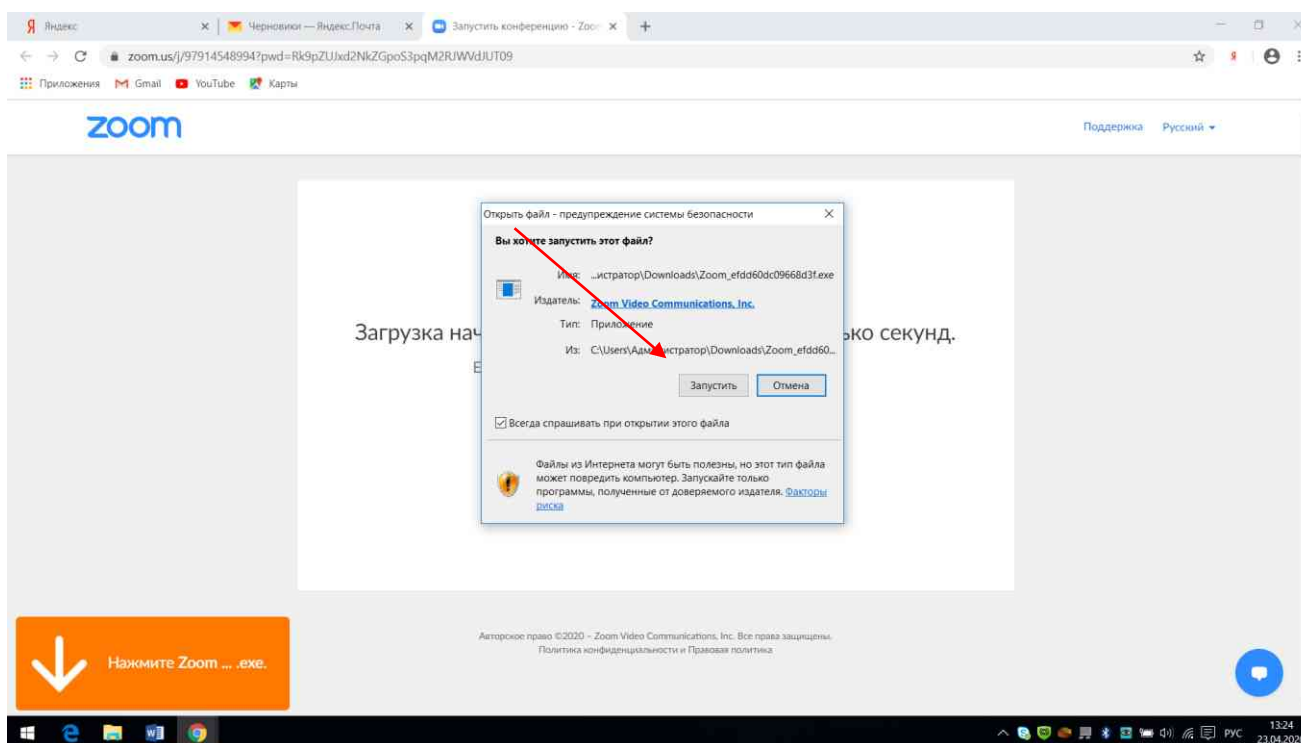 Яндекс
Черновики — Яндекс.Почта
Запустить конференцию - Zoo
zoom.us/j/97914548994?pwd=Rk9pZUJxd2NkZGpoS3pqM2RJWVdJUT09
Приложения Gmail YouTube Карты
zoom
Поддержка Русский
Открыть файл - предупреждение системы безопасности
Вы хотите запустить этот файл?
Имя: ...истратор\Downloads\Zoom_efdd60dc09668d3f.exe
Издатель: Zoom Video Communications, Inc.
Тип: Приложение
Из: C:\Users\Администратор\Downloads\Zoom_efdd60...
Загрузка нач
ько секунд.
Е
Запустить Отмена
Всегда спрашивать при открытии этого файла
Файлы из Интернета могут быть полезны, но этот тип файла
может повредить компьютер. Запускайте только
программы, полученные от доверяемого издателя. Факторы
риска
Авторское право ©2020 - Zoom Video Communications, Inc. Все права защищены.
Политика конфиденциальности и Правовая политика
Нажмите Zoom ... .exe.
РУС
13:24
23.04.202